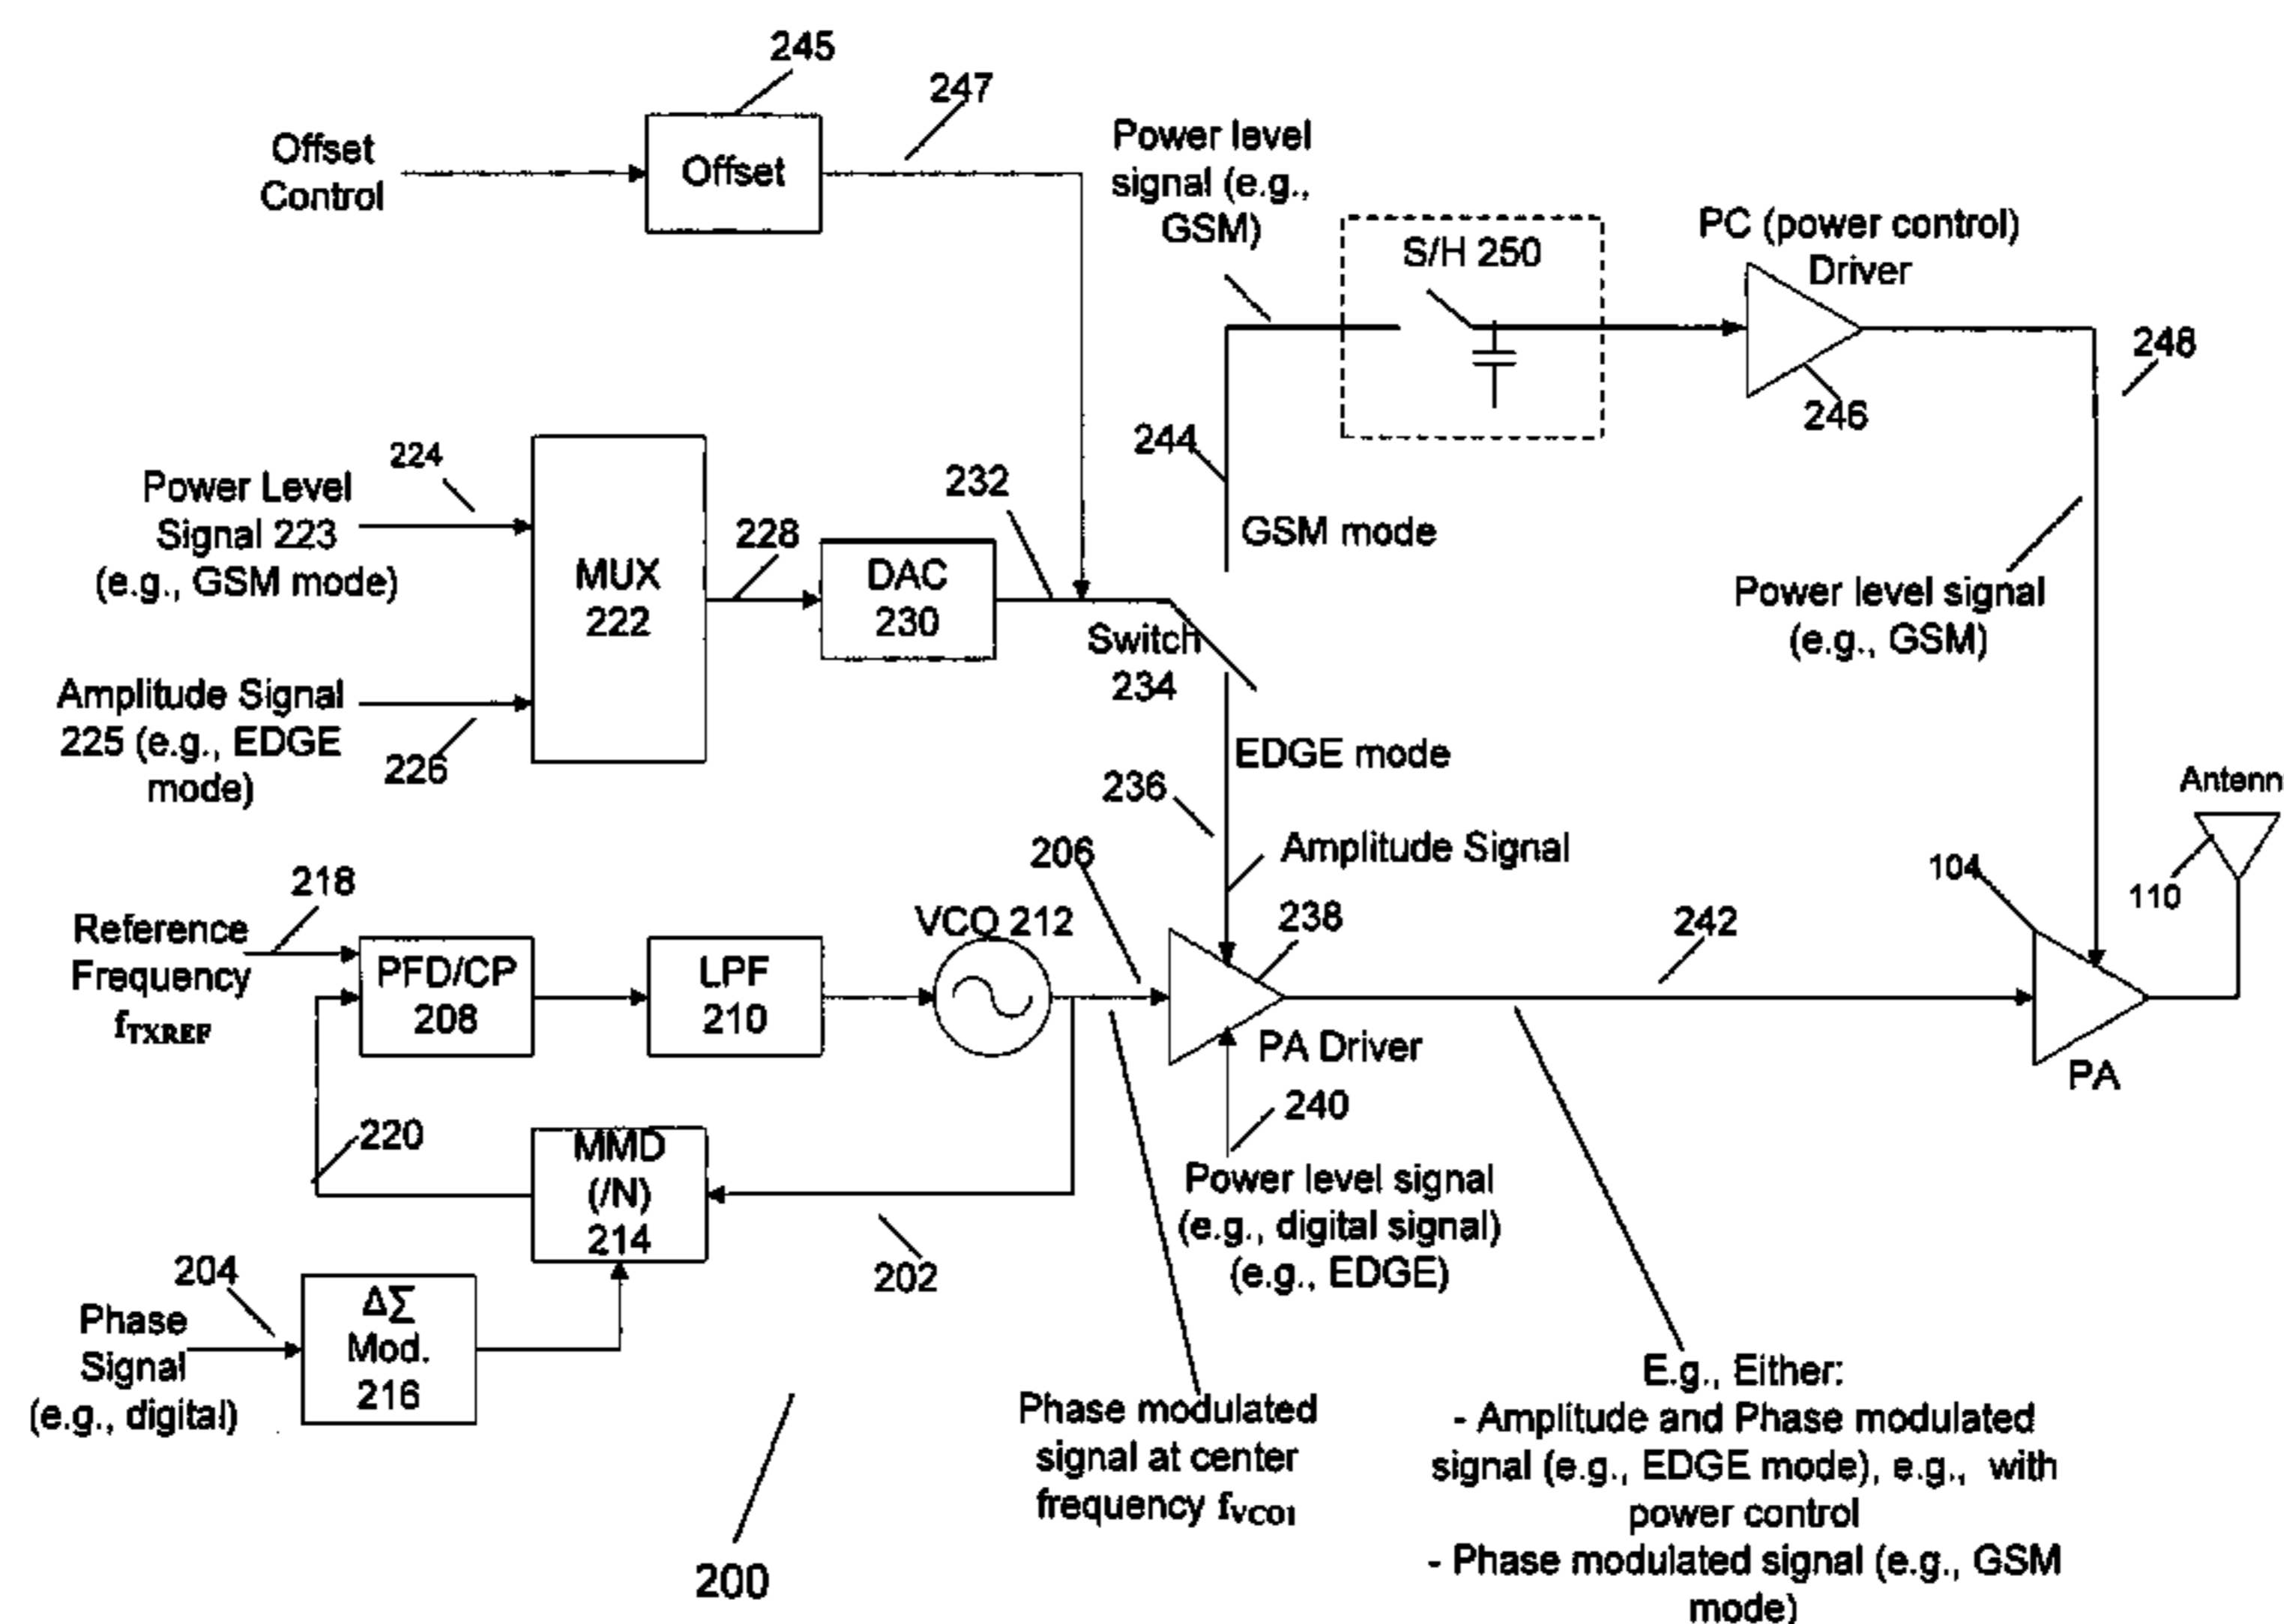 245
247
Offset
Control
Offset
Power level
signal (e.g.,
GSM)
S/H 250
PC (power control)
Driver
246
248
244
GSM mode
Power level signal
(e.g., GSM)
224
Power Level
Signal 223
(e.g., GSM mode)
MUX
222
228
DAC
230
232
Switch
234
Amplitude Signal
225 (e.g., EDGE
mode)
226
EDGE mode
236
Amplitude Signal
Antenn
110
104
PA
218
Reference
Frequency
fTXREF
PFD/CP
208
LPF
210
VCO 212
206
238
242
PA Driver
240
Power level signal
(e.g., digital signal)
(e.g., EDGE)
220
MMD
(/N)
214
202
204
Phase
Signal
(e.g., digital)
ΔΣ
Mod.
216
200
Phase modulated
signal at center
frequency fVCO1
E.g., Either:
- Amplitude and Phase modulated
signal (e.g., EDGE mode), e.g., with
power control
- Phase modulated signal (e.g., GSM
mode)